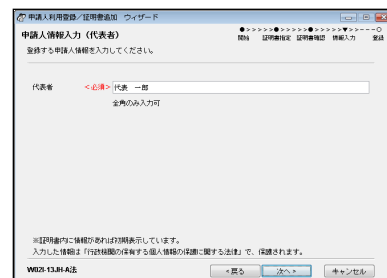 申請人利用登録／証明書追加 ウィザード
申請人情報入力（代表者）
●>>>>>●>>>>>●>>>>>▼>>---○
開始 証明書指定 証明書確認 情報入力 登録
登録する申請人情報を入力してください。
代表者 <必須> 代表 一郎
全角のみ入力可
※証明書内に情報があれば初期表示しています。
入力した情報は「行政機関の保有する個人情報の保護に関する法律」で、保護されます。
W02I-13JH-A法 <戻る 次へ> キャンセル